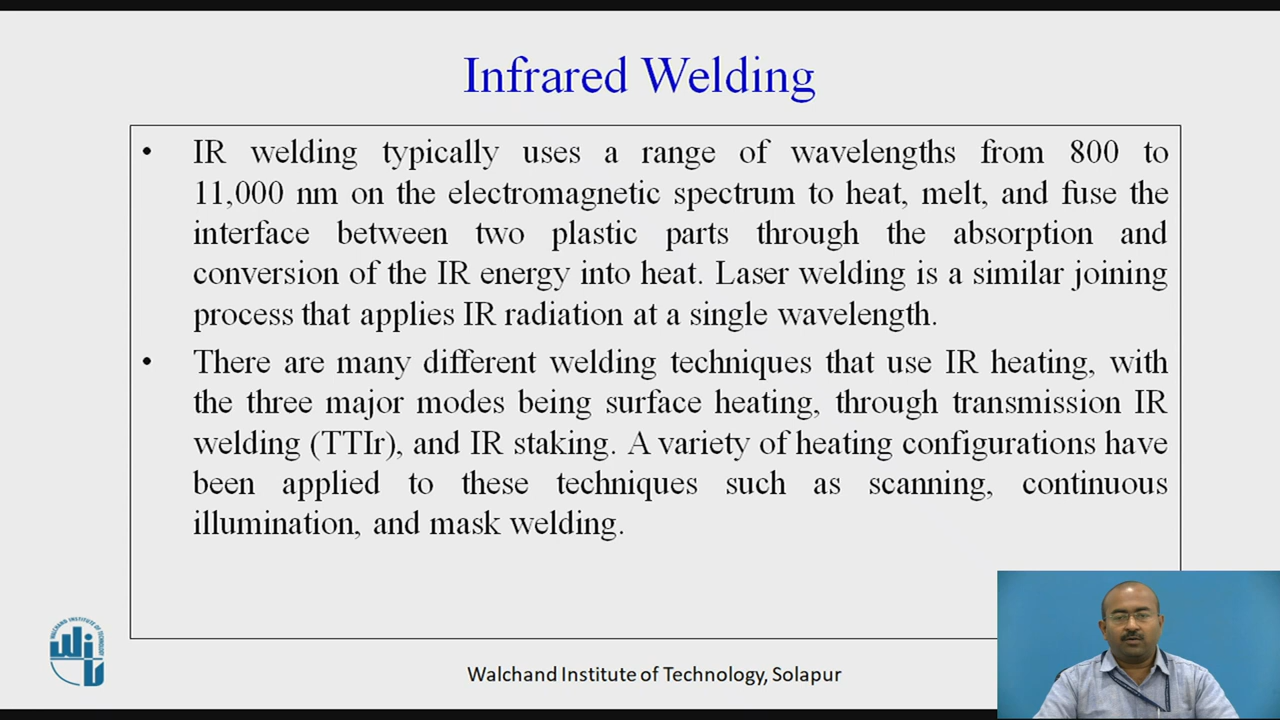 Infrared Welding
• IR welding typically uses a range of wavelengths from 800 to
11,000 nm on the electromagnetic spectrum to heat, melt, and fuse the
interface between two plastic parts through the absorption and
conversion of the IR energy into heat. Laser welding is a similar joining
process that applies IR radiation at a single wavelength.
• There are many different welding techniques that use IR heating, with
the three major modes being surface heating, through transmission IR
welding (TTIr), and IR staking. A variety of heating configurations have
been applied to these techniques such as scanning, continuous
illumination, and mask welding.
WALCHAND INSTITUTE OF TECHNOLOGY
Walchand Institute of Technology, Solapur